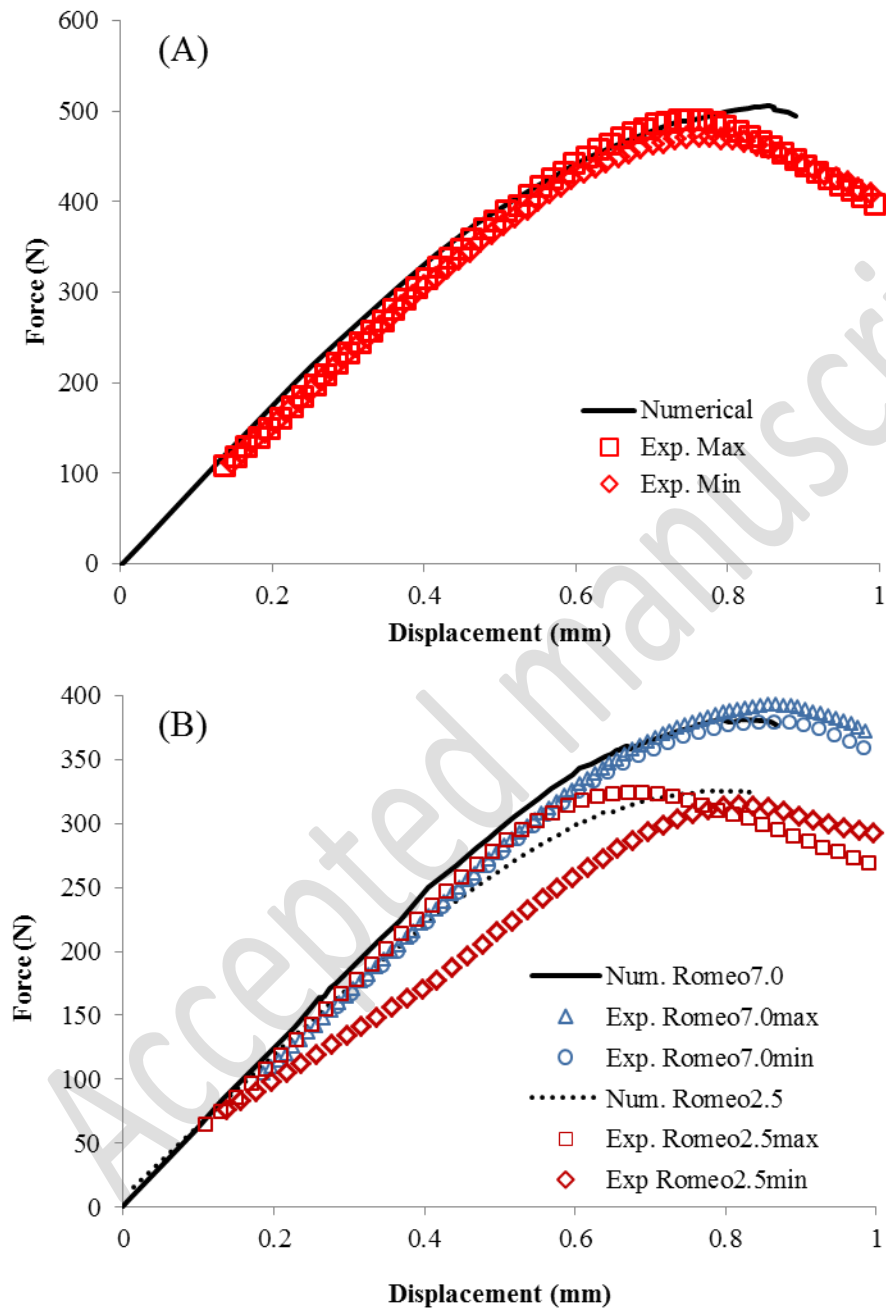 (A)
600
500
400
300
200
100
0
Force (N)
Numerical
Exp. Max
Exp. Min
0 0.2 0.4 0.6 0.8 1
Displacement (mm)
(B)
400
350
300
250
200
150
100
50
0
Force (N)
Num. Romeo7.0
Exp. Romeo7.0max
Exp. Romeo7.0min
Num. Romeo2.5
Exp. Romeo2.5max
Exp Romeo2.5min
0 0.2 0.4 0.6 0.8 1
Displacement (mm)
Accepted manuscri